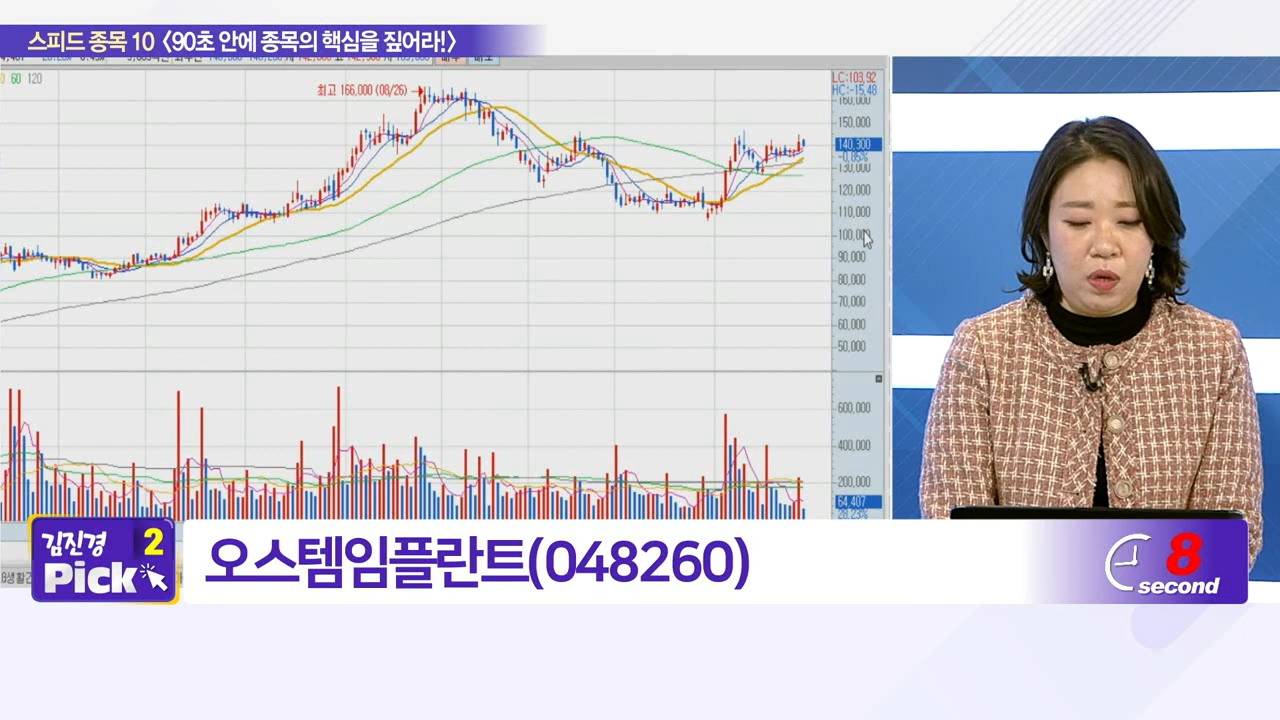 스피드 종목 10 <90초 안에 종목의 핵심을 짚어라!>
60 120
LC:103,92
HC:-15,48
최고 166,000 (08/26)
160,000
150,000
140,300
-0,85%
130,000
120,000
110,000
100,000
90,000
80,000
70,000
60,000
50,000
600,000
400,000
200,000
64,407
28,23%
김진경 2
Pick
오스템임플란트(048260)
8
second